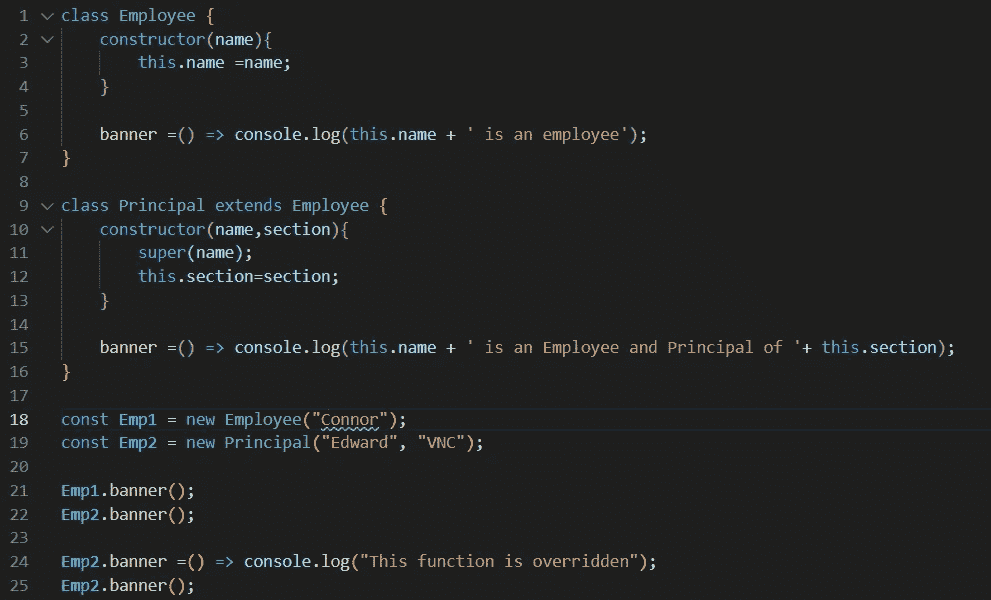 1 class Employee {
2     constructor(name){
3         this.name =name;
4     }
5
6     banner =() => console.log(this.name + ' is an employee');
7 }
8
9 class Principal extends Employee {
10     constructor(name,section){
11         super(name);
12         this.section=section;
13     }
14
15     banner =() => console.log(this.name + ' is an Employee and Principal of '+ this.section);
16 }
17
18 const Emp1 = new Employee("Connor");
19 const Emp2 = new Principal("Edward", "VNC");
20
21 Emp1.banner();
22 Emp2.banner();
23
24 Emp2.banner =() => console.log("This function is overridden");
25 Emp2.banner();